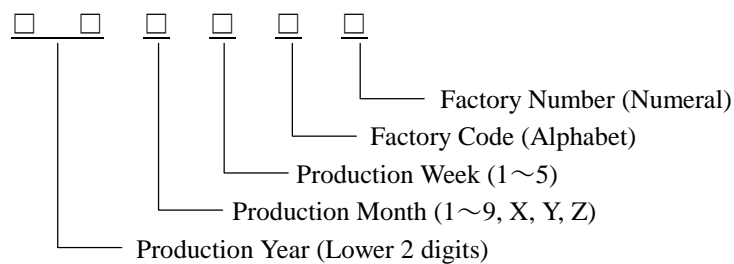 □ □ □ □ □ □
Factory Number (Numeral)
Factory Code (Alphabet)
Production Week (1～5)
Production Month (1～9, X, Y, Z)
Production Year (Lower 2 digits)